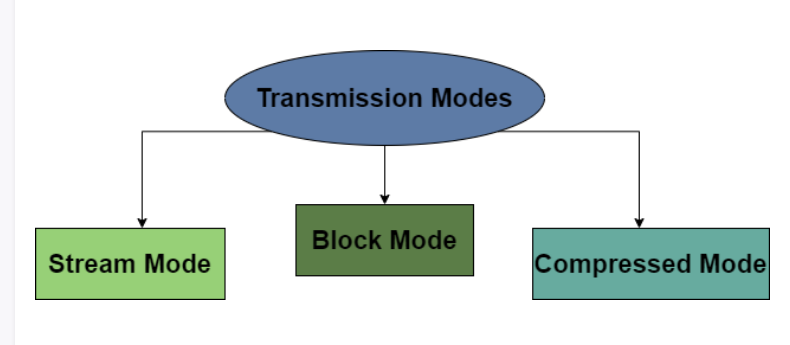 Transmission Modes
Stream Mode
Block Mode
Compressed Mode